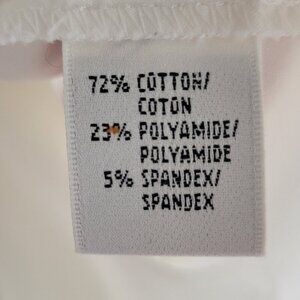 72% COTTON/
COTON
23% POLYAMIDE/
POLYAMIDE
5% SPANDEX/
SPANDEX